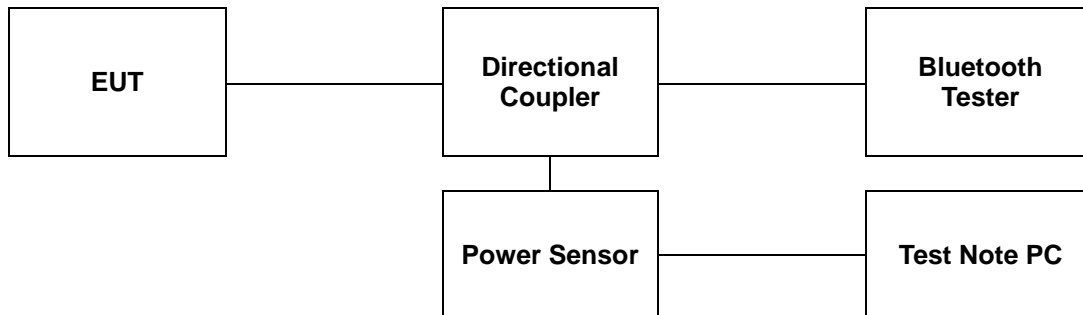 EUT
Directional
Coupler
Bluetooth
Tester
Power Sensor
Test Note PC